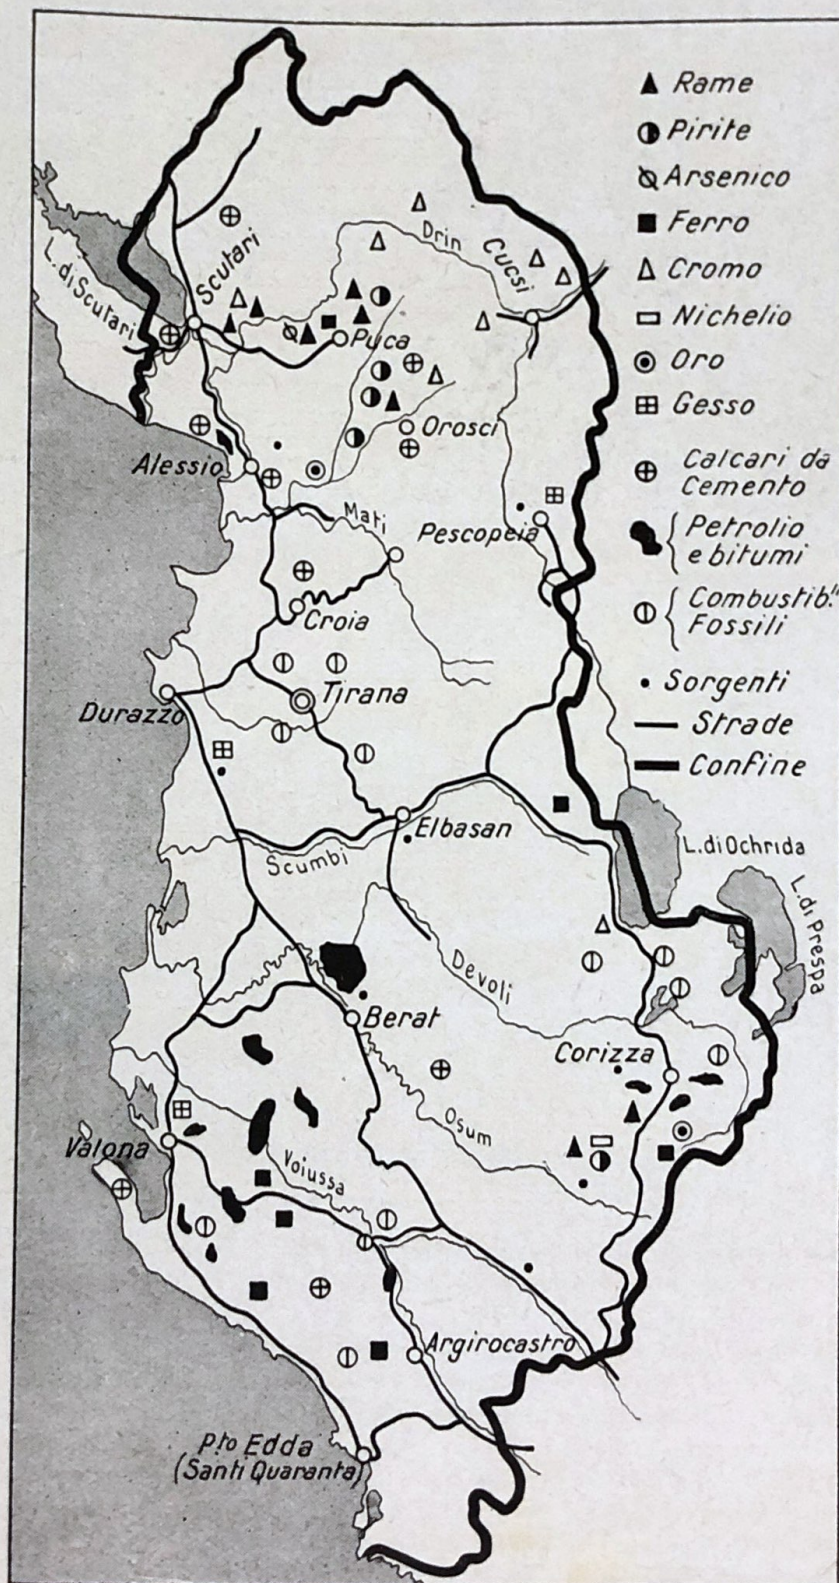 Rame
Pirite
Arsenico
Ferro
Cromo
Nichelio
Oro
Gesso
Calcari da
Cemento
Petrolio
e bitumi
Combustib.li
Fossili
Sorgenti
Strade
Confine
L. di Scutari
Scutari
Drin
Cucsi
Puca
Orosci
Alessio
Mati
Pescopeia
Croia
Tirana
Durazzo
Elbasan
Scumbi
L. di Ochrida
L. di Prespa
Devoli
Berat
Corizza
Osum
Valona
Voiussa
Argirocastro
P.to Edda
(Santi Quaranta)